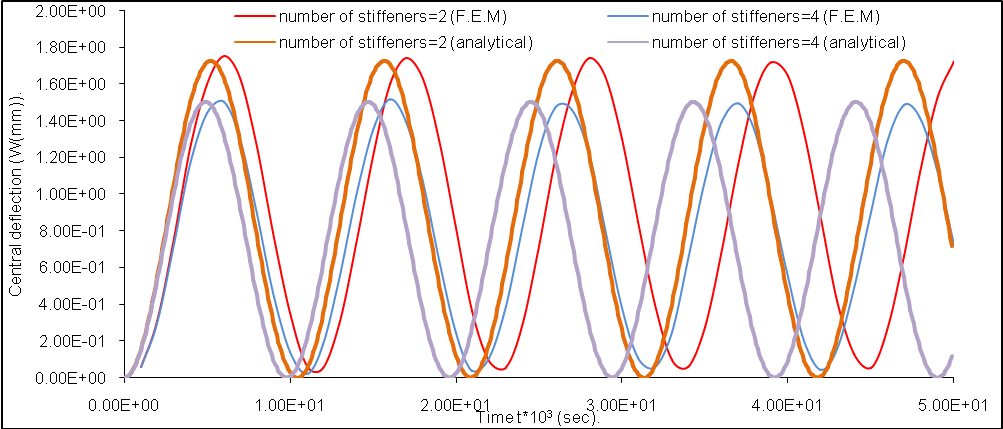 number of stiffeners=2 (F.E.M)
number of stiffeners=4 (F.E.M)
number of stiffeners=2 (analytical)
number of stiffeners=4 (analytical)
Central deflection (W(mm)).
2.00E+00
1.80E+00
1.60E+00
1.40E+00
1.20E+00
1.00E+00
8.00E-01
6.00E-01
4.00E-01
2.00E-01
0.00E+00
0.00E+00 1.00E+01 2.00E+01 3.00E+01 4.00E+01 5.00E+01
Time t*10³ (sec).